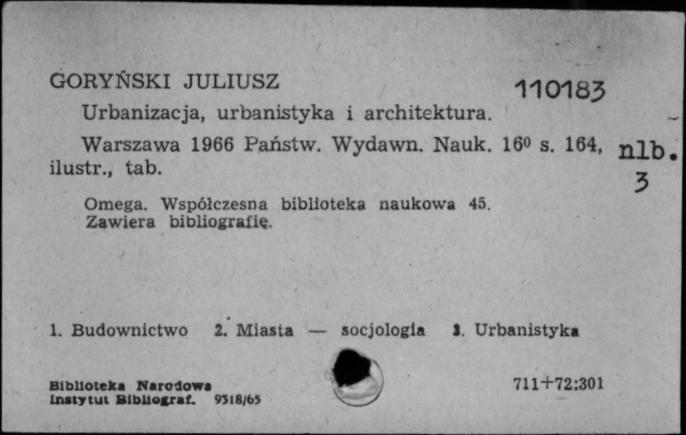 GORYŃSKI JULIUSZ 110183
Urbanizacja, urbanistyka i architektura.
Warszawa 1966 Państw. Wydawn. Nauk. 16⁰ s. 164, nlb.
ilustr., tab. 3
Omega. Współczesna biblioteka naukowa 45.
Zawiera bibliografię.
1. Budownictwo 2. Miasta — socjologia 3. Urbanistyka
Biblioteka Narodowa 711+72:301
Instytut Bibliograf. 9318/65